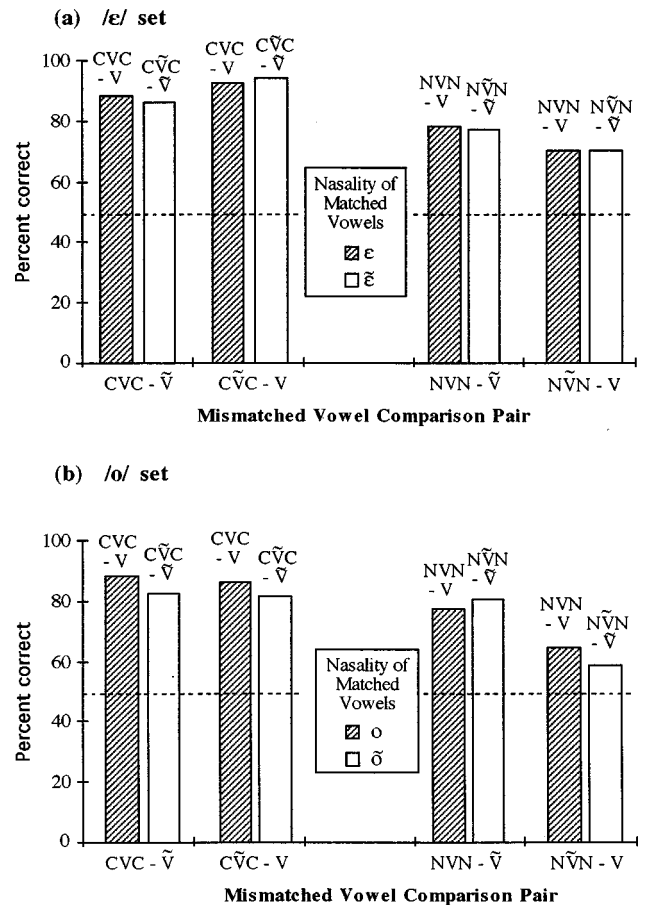 (a) /ɛ/ set
CVC CṼC CVC CṼC NVN NṼN NVN NṼN
- V - Ṽ - V - Ṽ - V - Ṽ - V - Ṽ
Percent correct
100
80
60
40
20
0
Nasality of
Matched
Vowels
ɛ
ɛ̃
CVC - Ṽ CṼC - V NVN - Ṽ NṼN - V
Mismatched Vowel Comparison Pair
(b) /o/ set
CVC CṼC CVC CṼC NVN NṼN NVN NṼN
- V - Ṽ - V - Ṽ - V - Ṽ - V - Ṽ
Percent correct
100
80
60
40
20
0
Nasality of
Matched
Vowels
o
õ
CVC - Ṽ CṼC - V NVN - Ṽ NṼN - V
Mismatched Vowel Comparison Pair